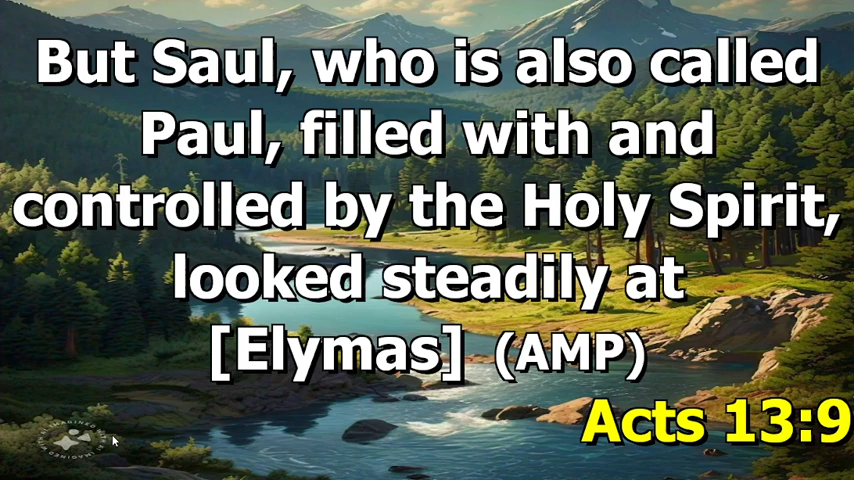 But Saul, who is also called
Paul, filled with and
controlled by the Holy Spirit,
looked steadily at
[Elymas] (AMP)
Acts 13:9